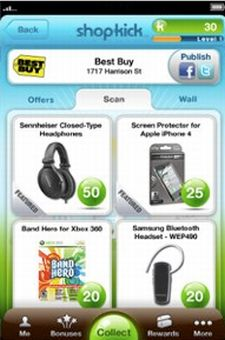 Back
shopkick
30
Level 1
BEST
BUY
Best Buy
1717 Harrison St
Publish
Offers
Scan
Wall
Sennheiser Closed-Type
Headphones
50
FEATURED
Screen Protector for
Apple iPhone 4
25
FEATURED
Band Hero for Xbox 360
BAND
HERO
20
Samsung Bluetooth
Headset - WEP490
20
Me
Bonuses
Collect
Rewards
More